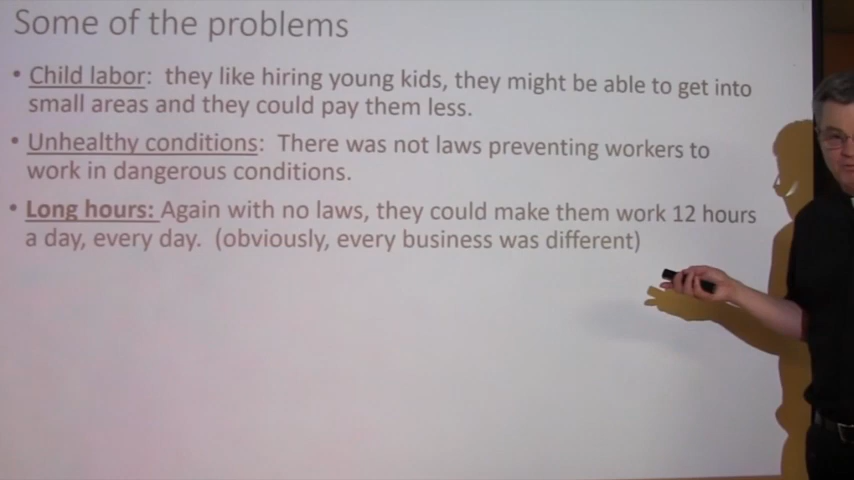 Some of the problems
• Child labor: they like hiring young kids, they might be able to get into
small areas and they could pay them less.
• Unhealthy conditions: There was not laws preventing workers to
work in dangerous conditions.
• Long hours: Again with no laws, they could make them work 12 hours
a day, every day. (obviously, every business was different)